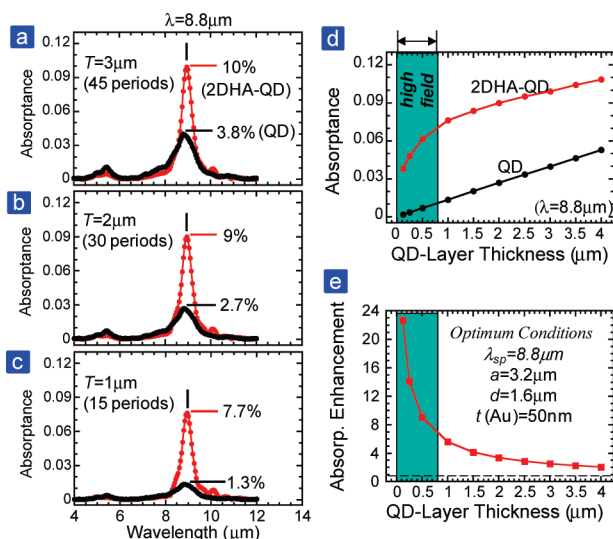 λ=8.8μm
a
0.12
0.09
0.06
0.03
0
Absorptance
T=3μm
(45 periods)
10%
(2DHA-QD)
3.8% (QD)
b
0.12
0.09
0.06
0.03
0
Absorptance
T=2μm
(30 periods)
9%
2.7%
c
0.12
0.09
0.06
0.03
0
Absorptance
T=1μm
(15 periods)
7.7%
1.3%
4 6 8 10 12 14
Wavelength (μm)
d
0.12
0.09
0.06
0.03
0
Absorptance
high
field
2DHA-QD
QD
(λ=8.8μm)
0 0.5 1 1.5 2 2.5 3 3.5 4
QD-Layer Thickness (μm)
e
24
20
16
12
8
4
0
Absorp. Enhancement
Optimum Conditions
λsp=8.8μm
a=3.2μm
d=1.6μm
t (Au)=50nm
0 0.5 1 1.5 2 2.5 3 3.5 4
QD-Layer Thickness (μm)